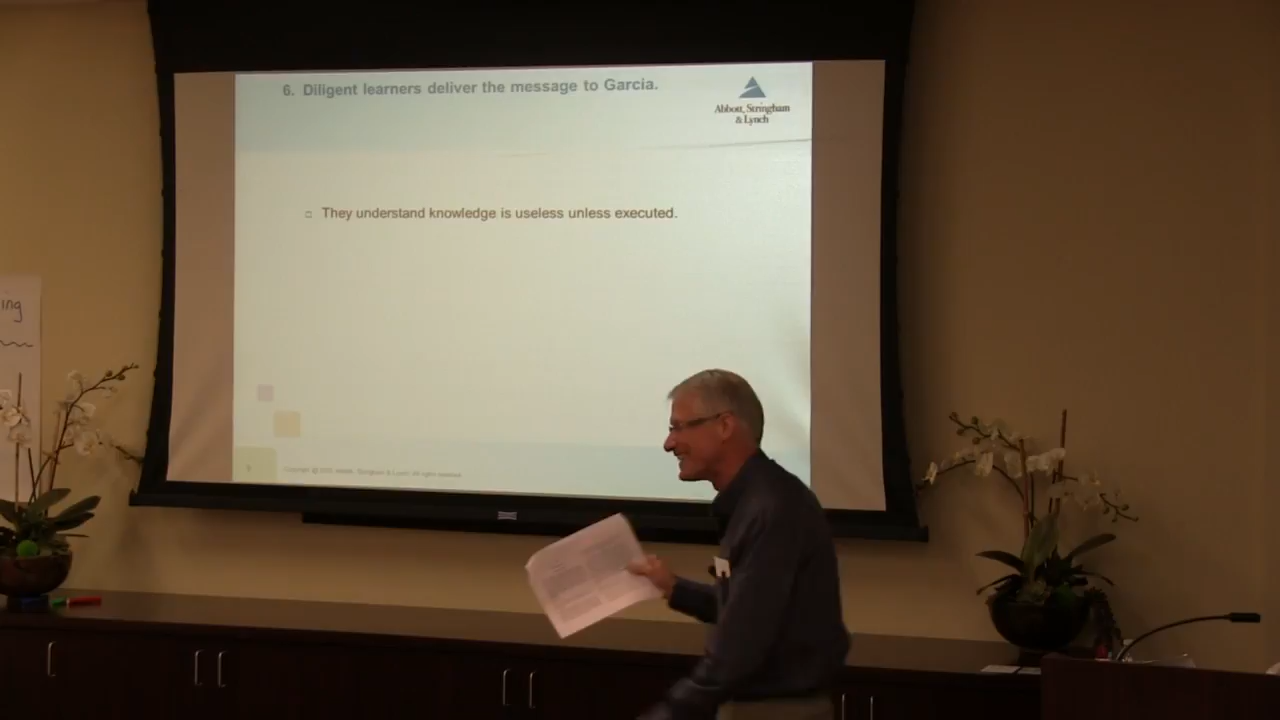 6. Diligent learners deliver the message to Garcia.
Abbott, Stringham
& Lynch
□ They understand knowledge is useless unless executed.
ing